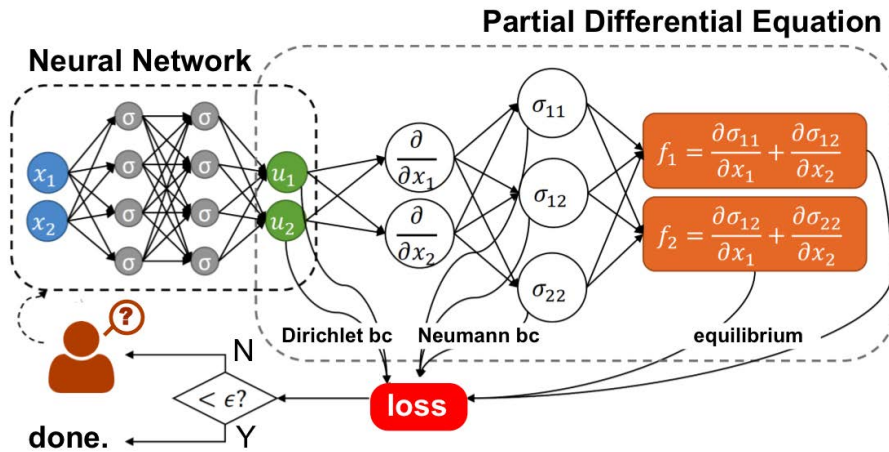 Partial Differential Equation
Neural Network
σ σ
σ σ
σ σ
σ σ
x₁
x₂
u₁
u₂
∂/∂x₁
∂/∂x₂
σ₁₁
σ₁₂
σ₂₂
f₁ = ∂σ₁₁/∂x₁ + ∂σ₁₂/∂x₂
f₂ = ∂σ₁₂/∂x₁ + ∂σ₂₂/∂x₂
Dirichlet bc
Neumann bc
equilibrium
?
N
< ϵ?
loss
Y
done.